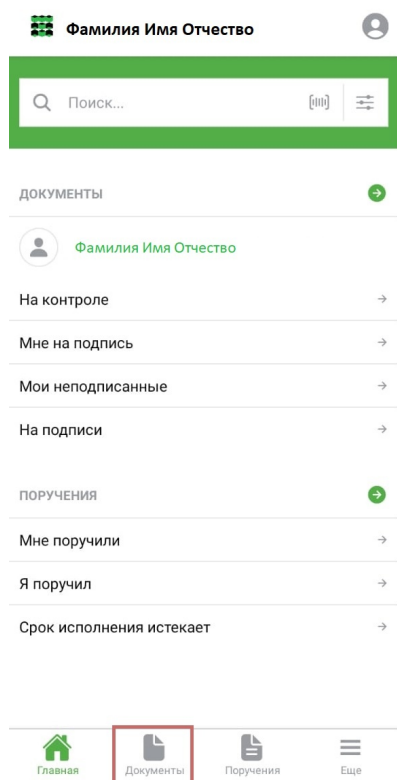 Фамилия Имя Отчество
Поиск...
ДОКУМЕНТЫ
Фамилия Имя Отчество
На контроле
Мне на подпись
Мои неподписанные
На подписи
ПОРУЧЕНИЯ
Мне поручили
Я поручил
Срок исполнения истекает
Главная Документы Поручения Еще